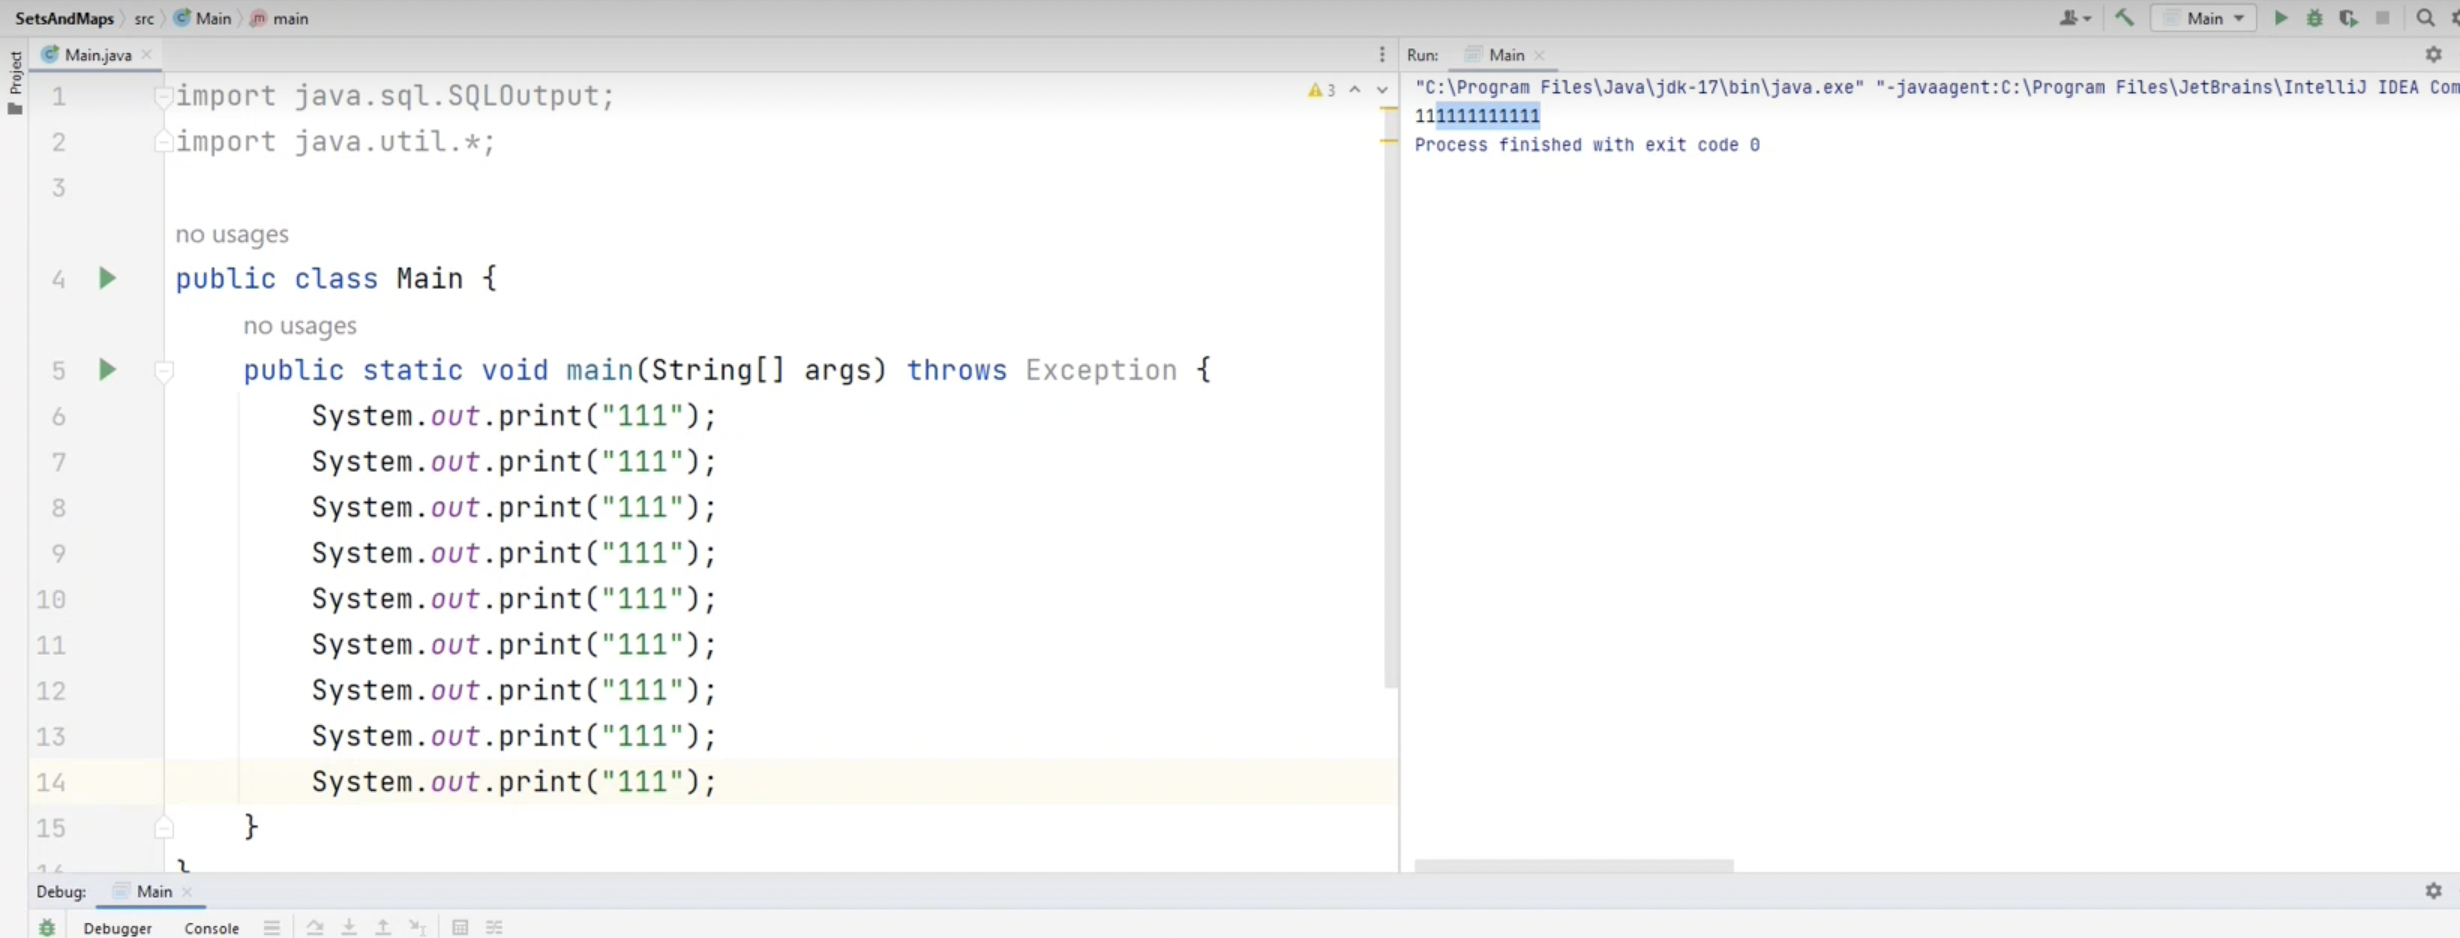 SetsAndMaps src Main main
Main
Project
Main.java
Run: Main
1 import java.sql.SQLOutput;
2 import java.util.*;
3
no usages
4 public class Main {
no usages
5 public static void main(String[] args) throws Exception {
6 System.out.print("111");
7 System.out.print("111");
8 System.out.print("111");
9 System.out.print("111");
10 System.out.print("111");
11 System.out.print("111");
12 System.out.print("111");
13 System.out.print("111");
14 System.out.print("111");
15 }
3
"C:\Program Files\Java\jdk-17\bin\java.exe" "-javaagent:C:\Program Files\JetBrains\IntelliJ IDEA Com
111111111111
Process finished with exit code 0
Debug: Main
Debugger Console